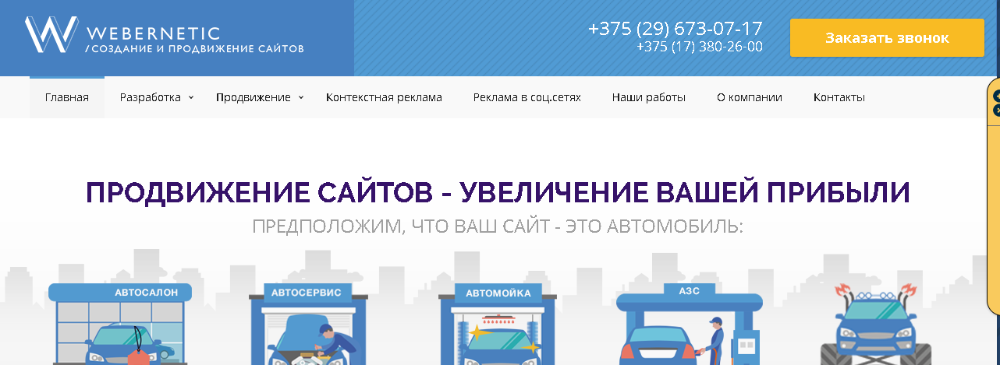 WEBERNETIC
/ СОЗДАНИЕ И ПРОДВИЖЕНИЕ САЙТОВ
+375 (29) 673-07-17
+375 (17) 380-26-00
Заказать звонок
Главная Разработка Продвижение Контекстная реклама Реклама в соц.сетях Наши работы О компании Контакты
ПРОДВИЖЕНИЕ САЙТОВ - УВЕЛИЧЕНИЕ ВАШЕЙ ПРИБЫЛИ
ПРЕДПОЛОЖИМ, ЧТО ВАШ САЙТ - ЭТО АВТОМОБИЛЬ:
АВТОСАЛОН АВТОСЕРВИС АВТОМОЙКА АЗС